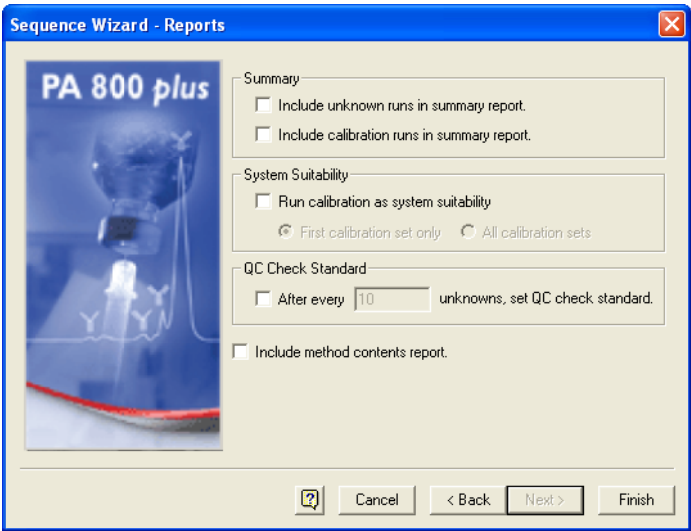 Sequence Wizard - Reports
PA 800 plus
Summary
Include unknown runs in summary report.
Include calibration runs in summary report.
System Suitability
Run calibration as system suitability
First calibration set only All calibration sets
QC Check Standard
After every 10 unknowns, set QC check standard.
Include method contents report.
? Cancel < Back Next > Finish